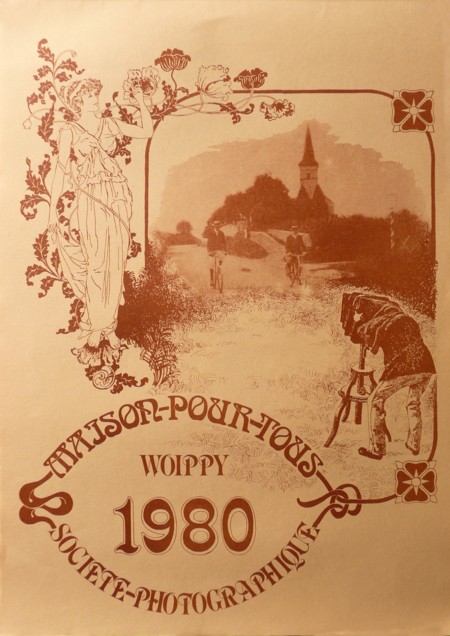 MAISON-POUR-TOUS
WOIPPY
1980
SOCIETE-PHOTOGRAPHIQUE